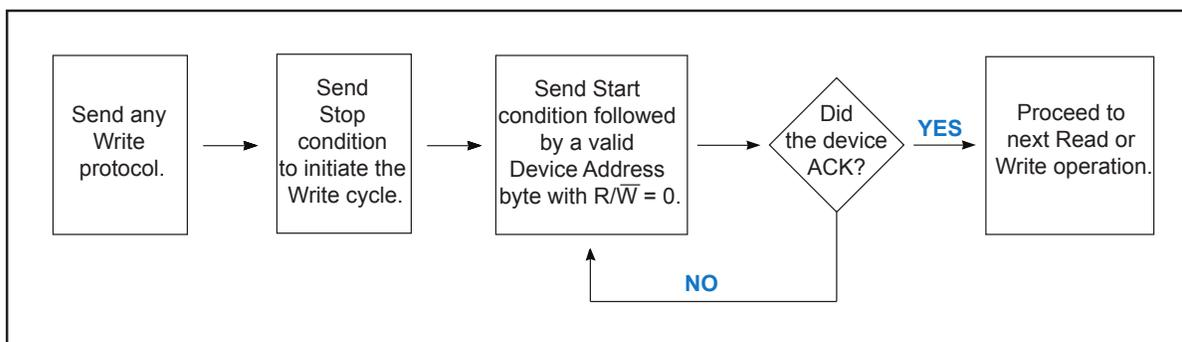 Send any
Write
protocol.
Send
Stop
condition
to initiate the
Write cycle.
Send Start
condition followed
by a valid
Device Address
byte with R/W̅ = 0.
Did
the device
ACK?
YES
NO
Proceed to
next Read or
Write operation.